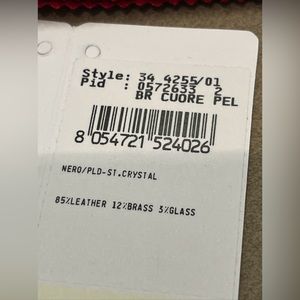 Style: 34 4255/01
Pid : 0572633 2
BR CUORE PEL
8 054721 524026
NERO/PLD-ST.CRYSTAL
85%LEATHER 12%BRASS 3%GLASS